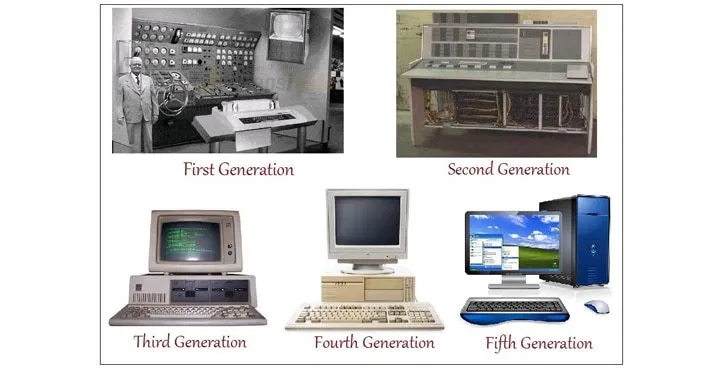 First Generation
Second Generation
Third Generation
Fourth Generation
Fifth Generation